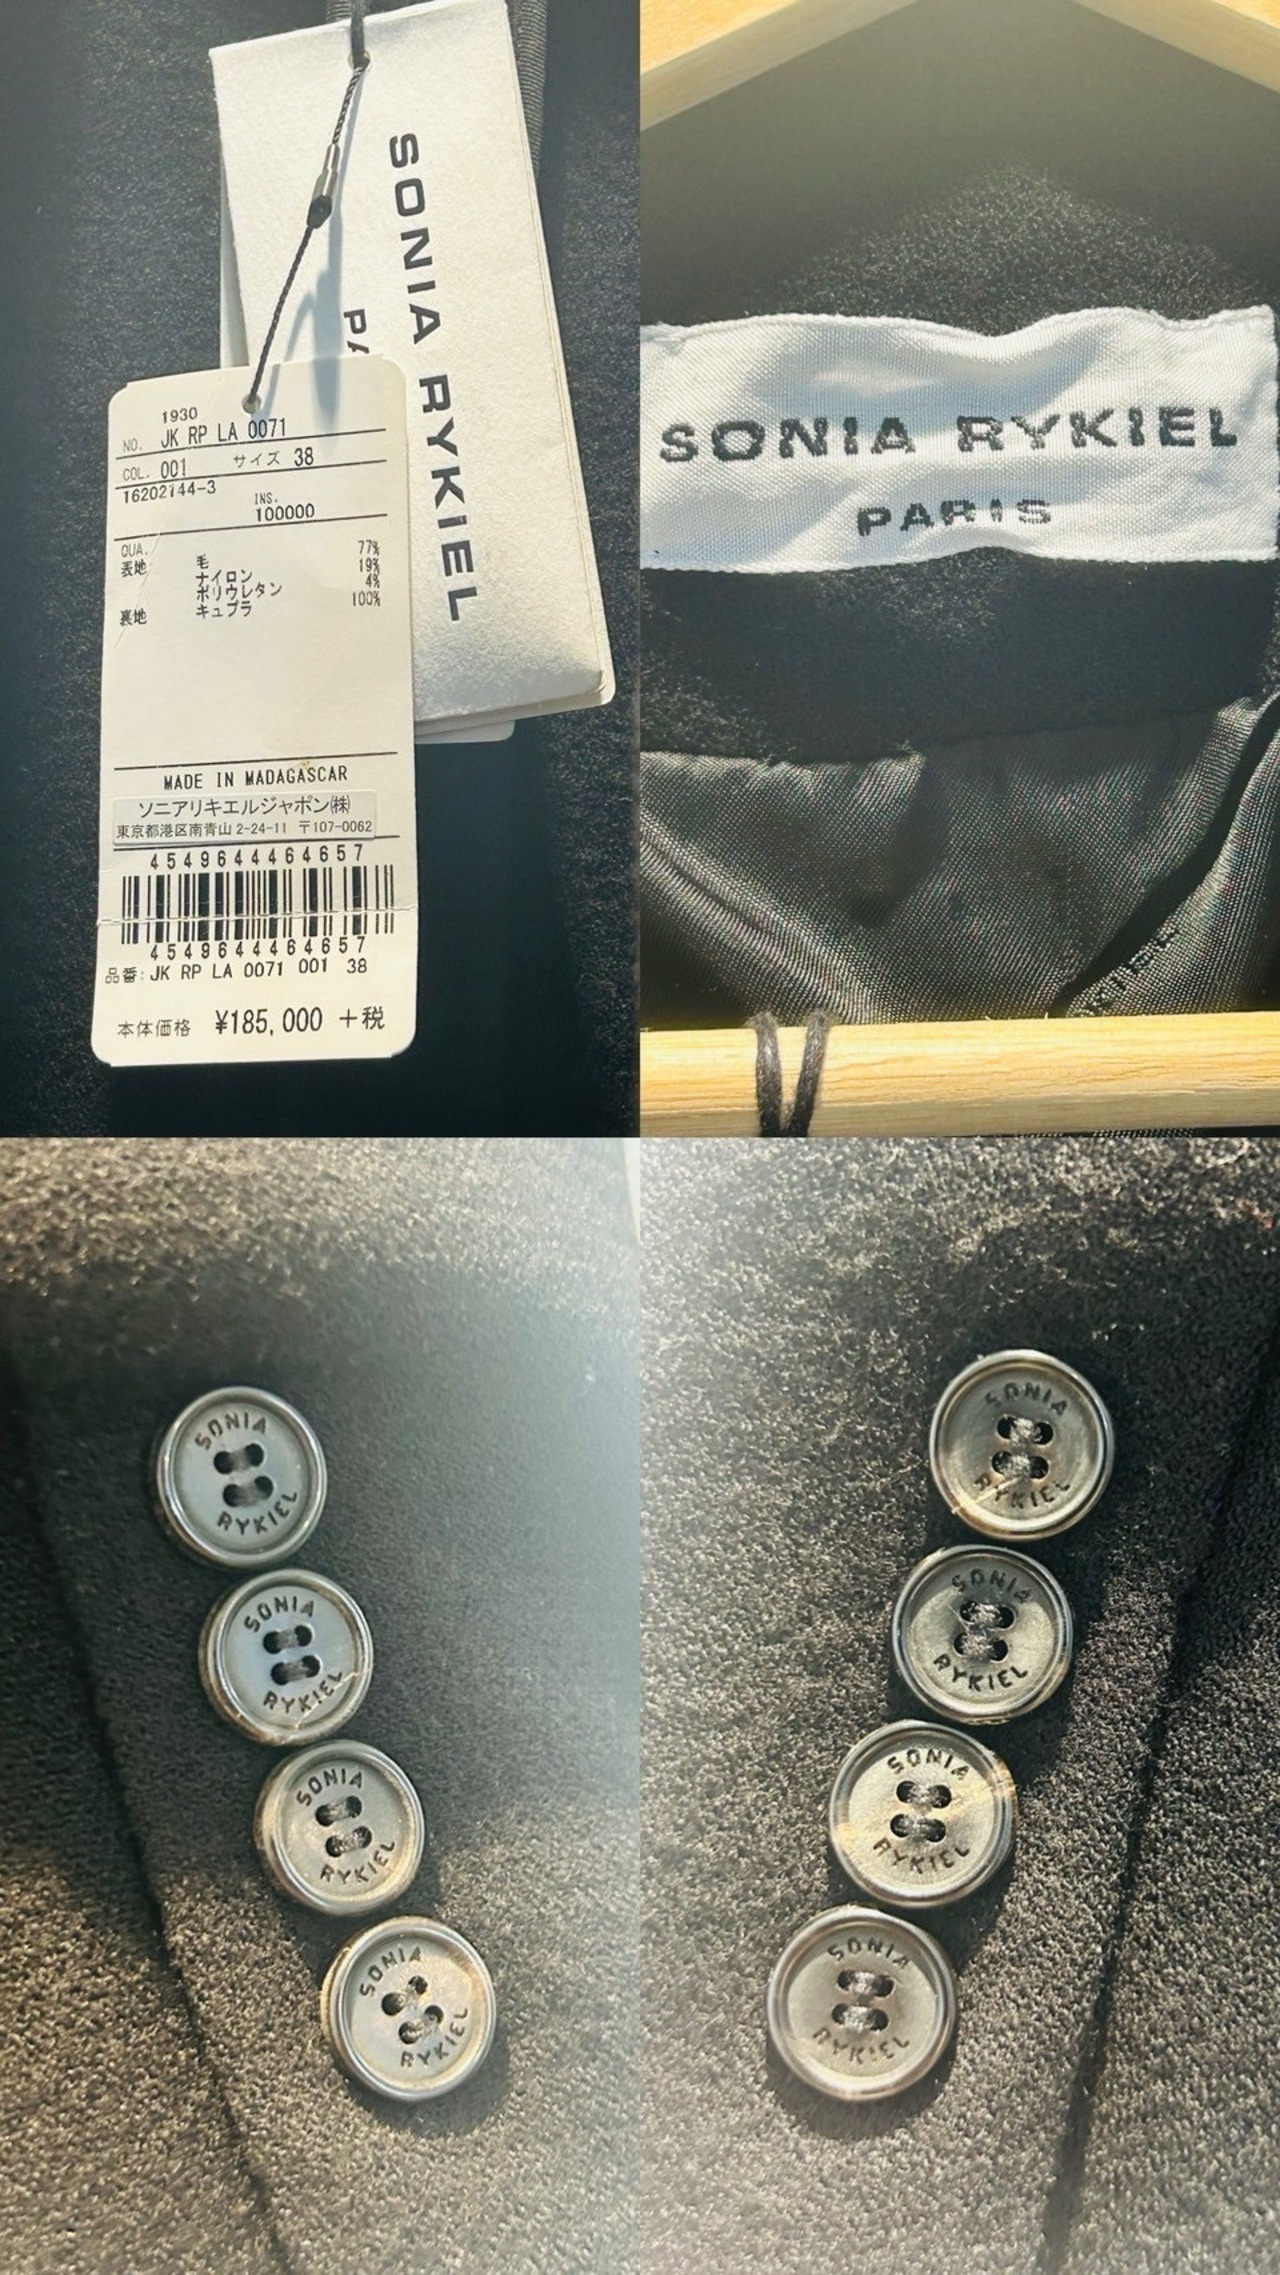 SONIA RYKIEL
PA
1930
NO. JK RP LA 0071
COL. 001 サイズ 38
16202144-3
INS.
100000
QUA.
表地 毛 77%
ナイロン 19%
ポリウレタン 4%
裏地 キュプラ 100%
MADE IN MADAGASCAR
ソニアリキエルジャポン㈱
東京都港区南青山 2-24-11 〒107-0062
4549644464657
4549644464657
品番: JK RP LA 0071 001 38
本体価格 ¥185,000 +税
SONIA RYKIEL
PARIS
SONIA
RYKIEL
SONIA
RYKIEL
SONIA
RYKIEL
SONIA
RYKIEL
SONIA
RYKIEL
SONIA
RYKIEL
SONIA
RYKIEL
SONIA
RYKIEL